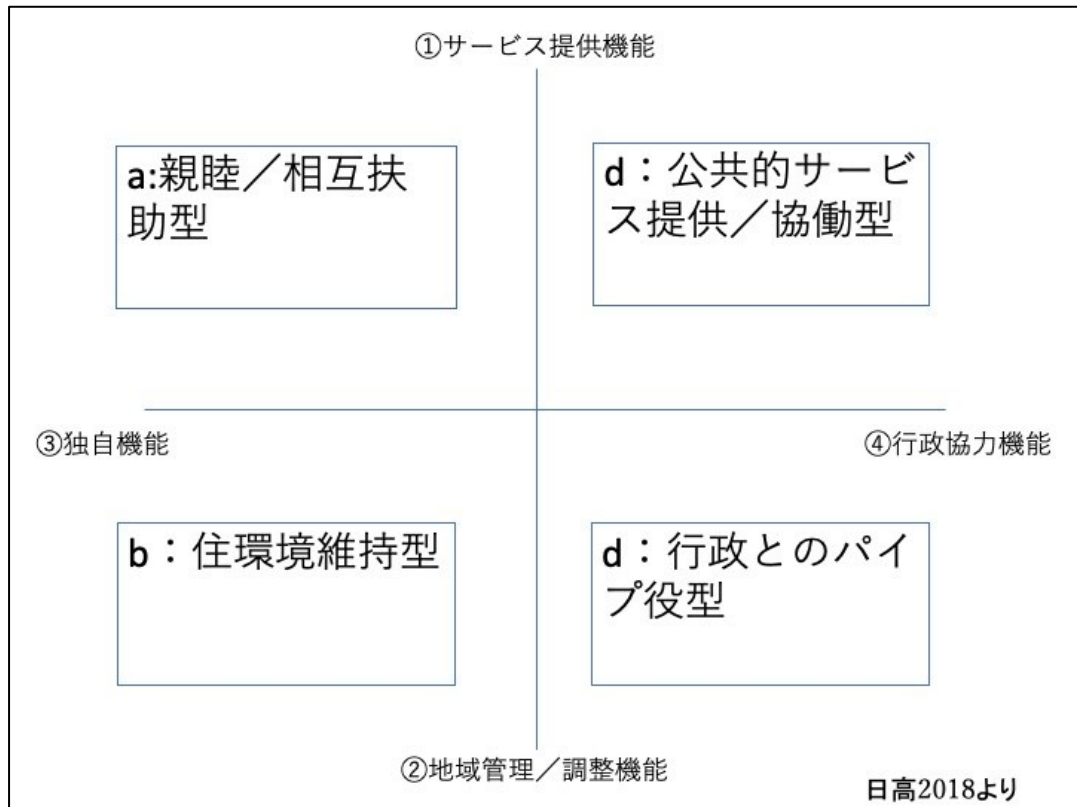 ①サービス提供機能
a:親睦／相互扶
助型
d：公共的サービ
ス提供／協働型
③独自機能
④行政協力機能
b：住環境維持型
d：行政とのパイ
プ役型
②地域管理／調整機能
日高2018より